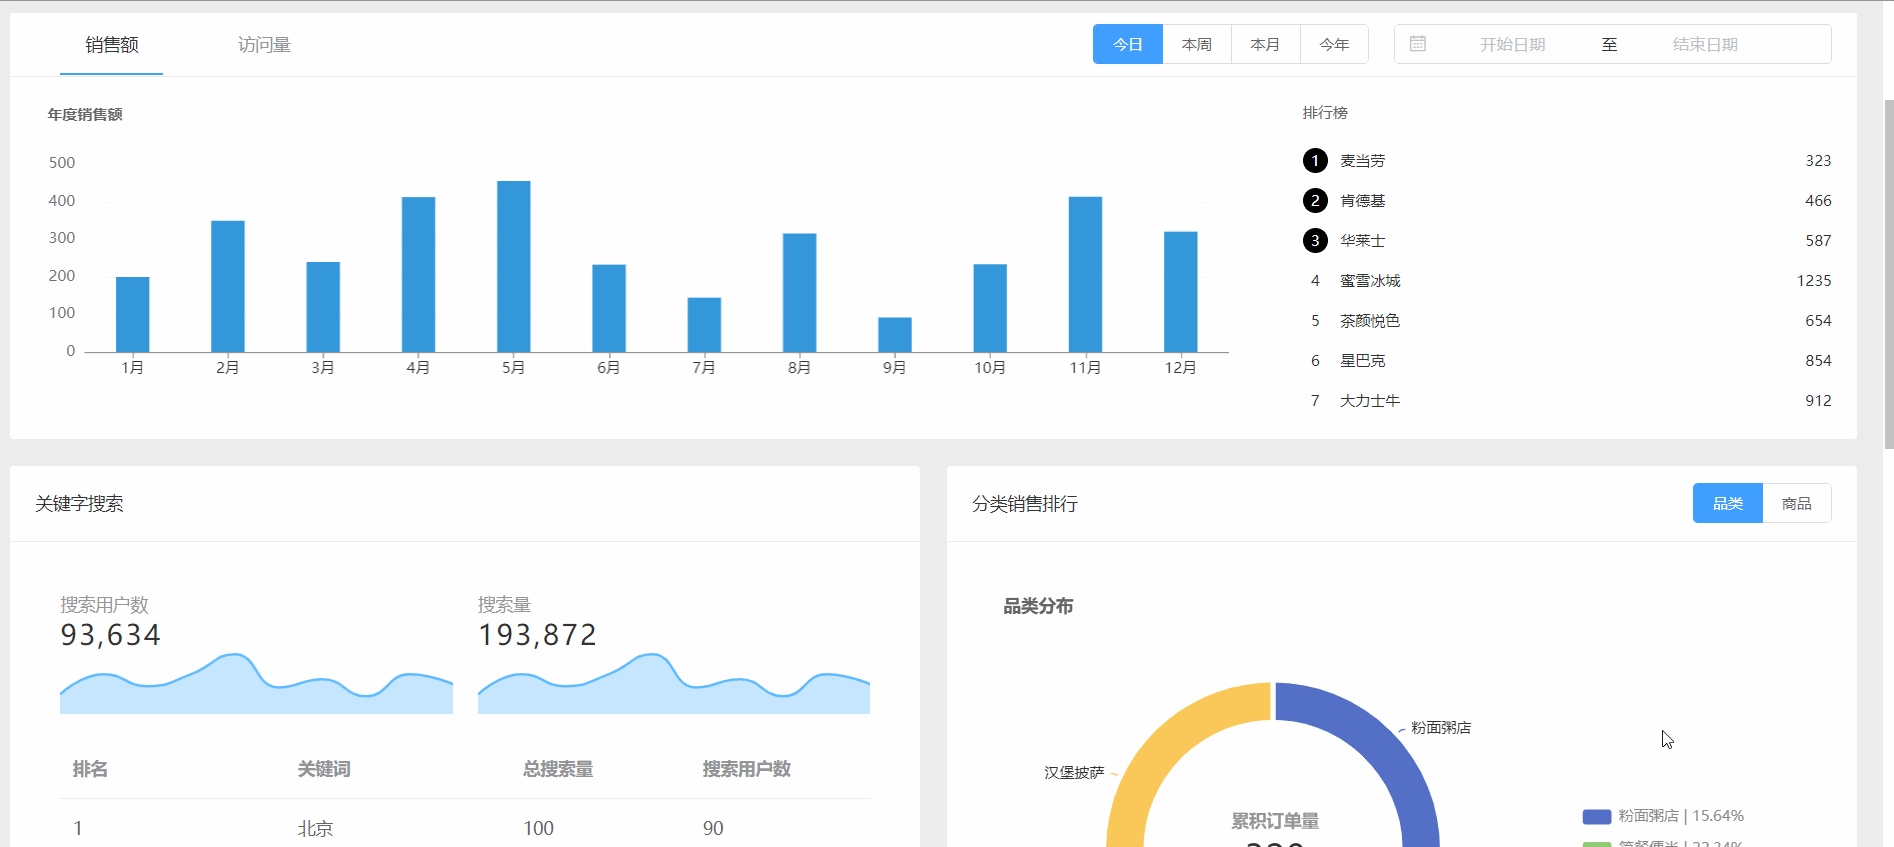 销售额 访问量 今日 本周 本月 今年 开始日期 至 结束日期
年度销售额
500
400
300
200
100
0
1月 2月 3月 4月 5月 6月 7月 8月 9月 10月 11月 12月
排行榜
1 麦当劳 323
2 肯德基 466
3 华莱士 587
4 蜜雪冰城 1235
5 茶颜悦色 654
6 星巴克 854
7 大力士牛 912
关键字搜索
搜索用户数
93,634
搜索量
193,872
排名 关键词 总搜索量 搜索用户数
1 北京 100 90
分类销售排行 品类 商品
品类分布
粉面粥店
汉堡披萨
累积订单量
粉面粥店 | 15.64%